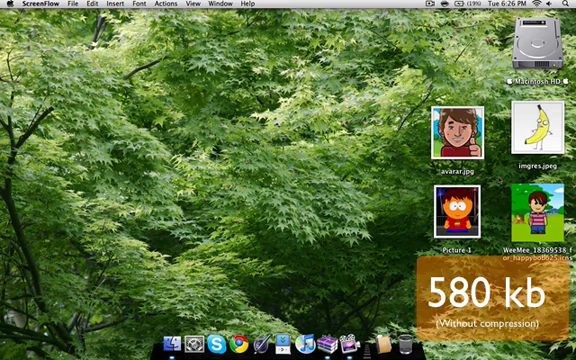 ScreenFlow File Edit Insert Font Actions View Window Help
Tue 6:26 PM
Macintosh HD
avarar.jpg
imgres.jpeg
Picture-1
WeeMee_18369538_f
580 kb
(Without compression)